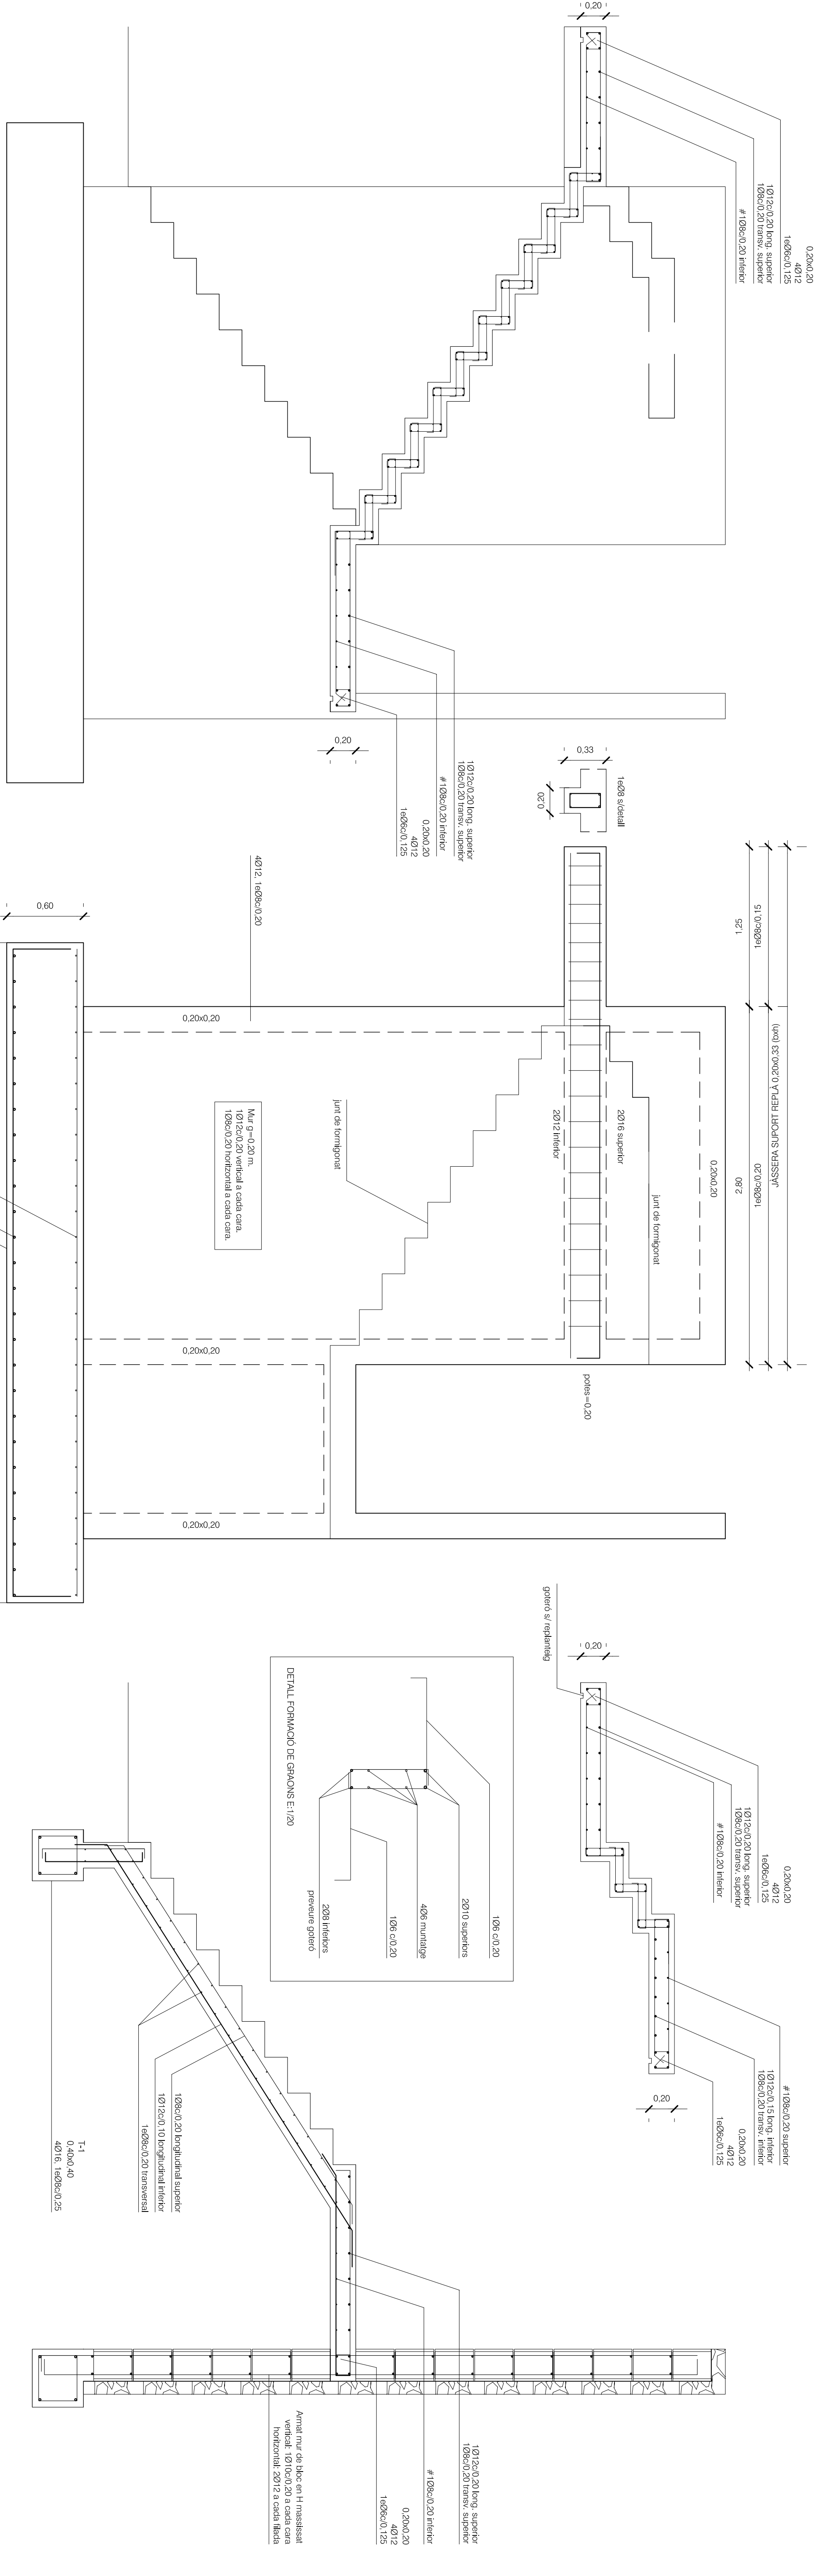 0,20
0,20x0,20
4Ø12
1eØ6c/0,125
1Ø12c/0,20 long. superior
1Ø8c/0,20 transv. superior
#1Ø8c/0,20 inferior
0,20
1Ø12c/0,20 long. superior
1Ø8c/0,20 transv. superior
#1Ø8c/0,20 inferior
0,20x0,20
4Ø12
1eØ6c/0,125
1eØ8 s/detall
0,33
0,20
JÀSSERA SUPORT REPLÀ 0,20x0,33 (bxh)
1eØ8c/0,15
1eØ8c/0,20
1,25
2,80
0,60
4Ø12, 1eØ8c/0,20
0,20x0,20
0,20x0,20
2Ø16 superior
2Ø12 inferior
junt de formigonat
junt de formigonat
Mur g=0,20 m.
1Ø12c/0,20 vertical a cada cara.
1Ø8c/0,20 horitzontal a cada cara.
potes=0,20
0,20x0,20
0,20x0,20
goteró s/ replanteig
0,20
0,20x0,20
4Ø12
1eØ6c/0,125
1Ø12c/0,20 long. superior
1Ø8c/0,20 transv. superior
#1Ø8c/0,20 inferior
0,20
#1Ø8c/0,20 superior
1Ø12c/0,15 long. inferior
1Ø8c/0,20 transv. inferior
0,20x0,20
4Ø12
1eØ6c/0,125
DETALL FORMACIÓ DE GRAONS E:1/20
1Ø6 c/0,20
2Ø10 superiors
4Ø6 muntatge
1Ø6 c/0,20
2Ø8 inferiors
preveure goteró
1Ø8c/0,20 longitudinal superior
1Ø12c/0,10 longitudinal inferior
1eØ8c/0,20 transversal
T-1
0,40x0,40
4Ø16, 1eØ8c/0,25
1Ø12c/0,20 long. superior
1Ø8c/0,20 transv. superior
#1Ø8c/0,20 inferior
0,20x0,20
4Ø12
1eØ6c/0,125
Armat mur de bloc en H massissat
vertical: 1Ø10c/0,20 a cada cara
horitzontal: 2Ø12 a cada filada